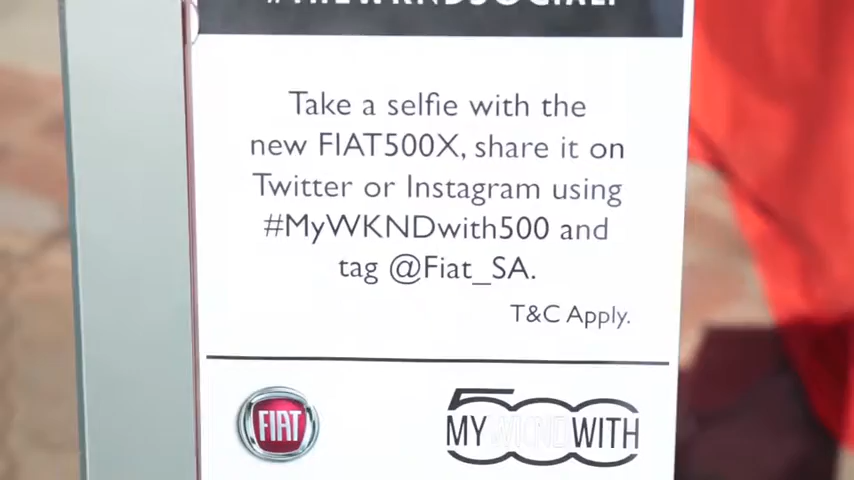 Take a selfie with the
new FIAT500X, share it on
Twitter or Instagram using
#MyWKNDwith500 and
tag @Fiat_SA.
T&C Apply.
FIAT
500
MY WKND WITH